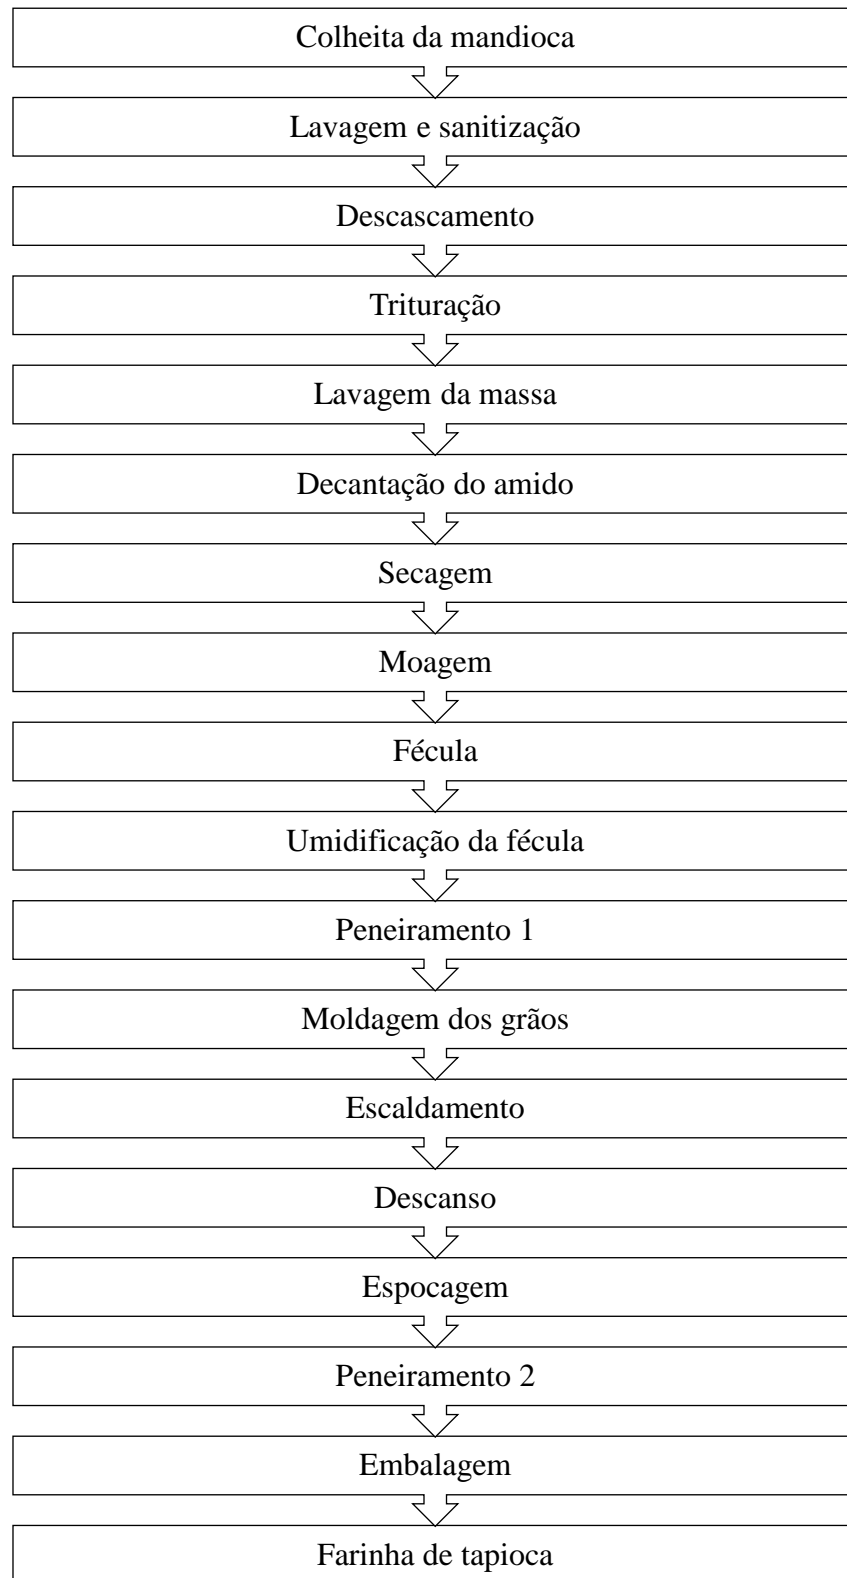 Colheita da mandioca
Lavagem e sanitização
Descascamento
Trituração
Lavagem da massa
Decantação do amido
Secagem
Moagem
Fécula
Umidificação da fécula
Peneiramento 1
Moldagem dos grãos
Escaldamento
Descanso
Espocagem
Peneiramento 2
Embalagem
Farinha de tapioca